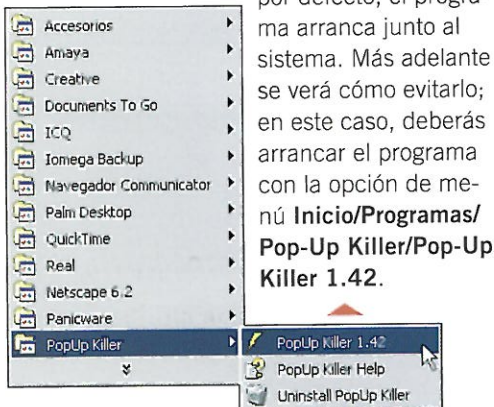 Accesorios
Amaya
Creative
Documents To Go
ICQ
Iomega Backup
Navegador Communicator
Palm Desktop
QuickTime
Real
Netscape 6.2
Panicware
PopUp Killer
PopUp Killer 1.42
PopUp Killer Help
Uninstall PopUp Killer
por defecto, el progra-
ma arranca junto al
sistema. Más adelante
se verá cómo evitarlo;
en este caso, deberás
arrancar el programa
con la opción de me-
nú Inicio/Programas/
Pop-Up Killer/Pop-Up
Killer 1.42.